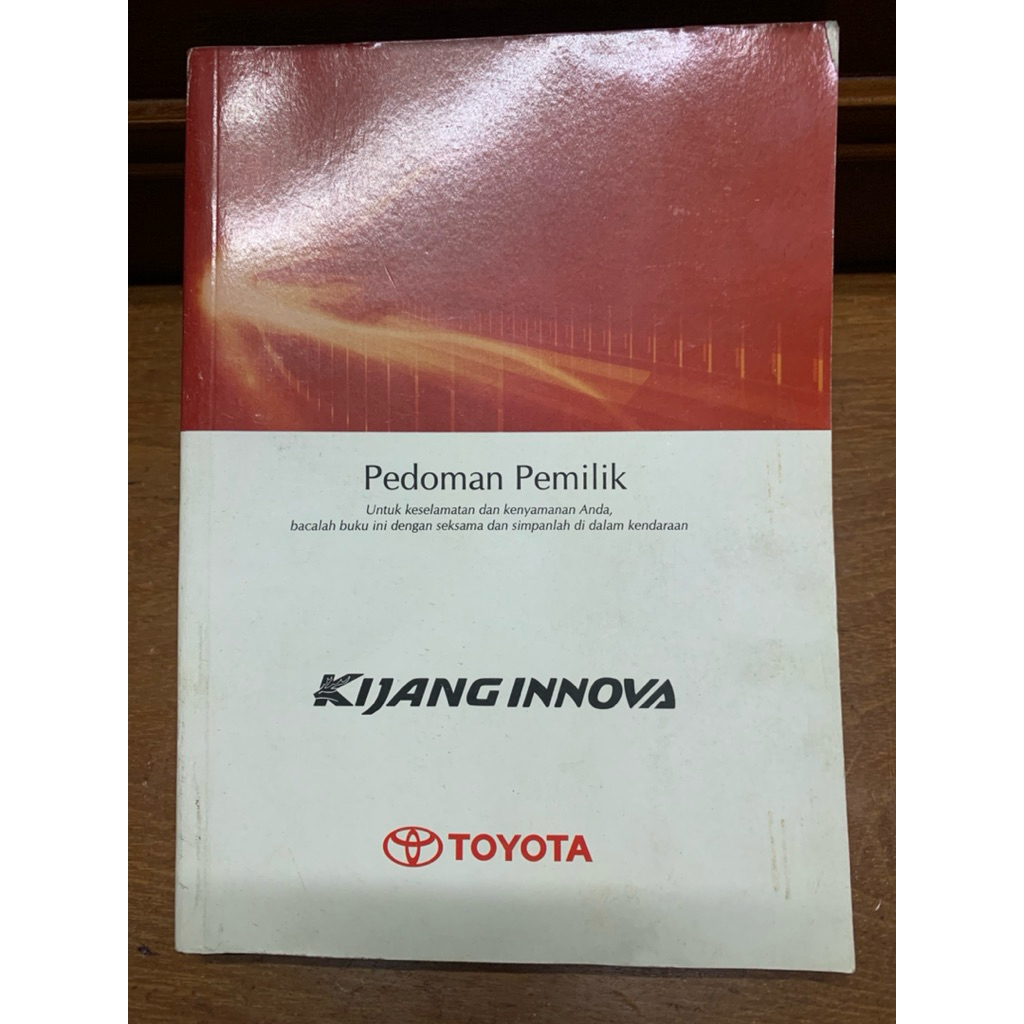 Pedoman Pemilik
Untuk keselamatan dan kenyamanan Anda,
bacalah buku ini dengan seksama dan simpanlah di dalam kendaraan
KIJANG INNOVA
TOYOTA